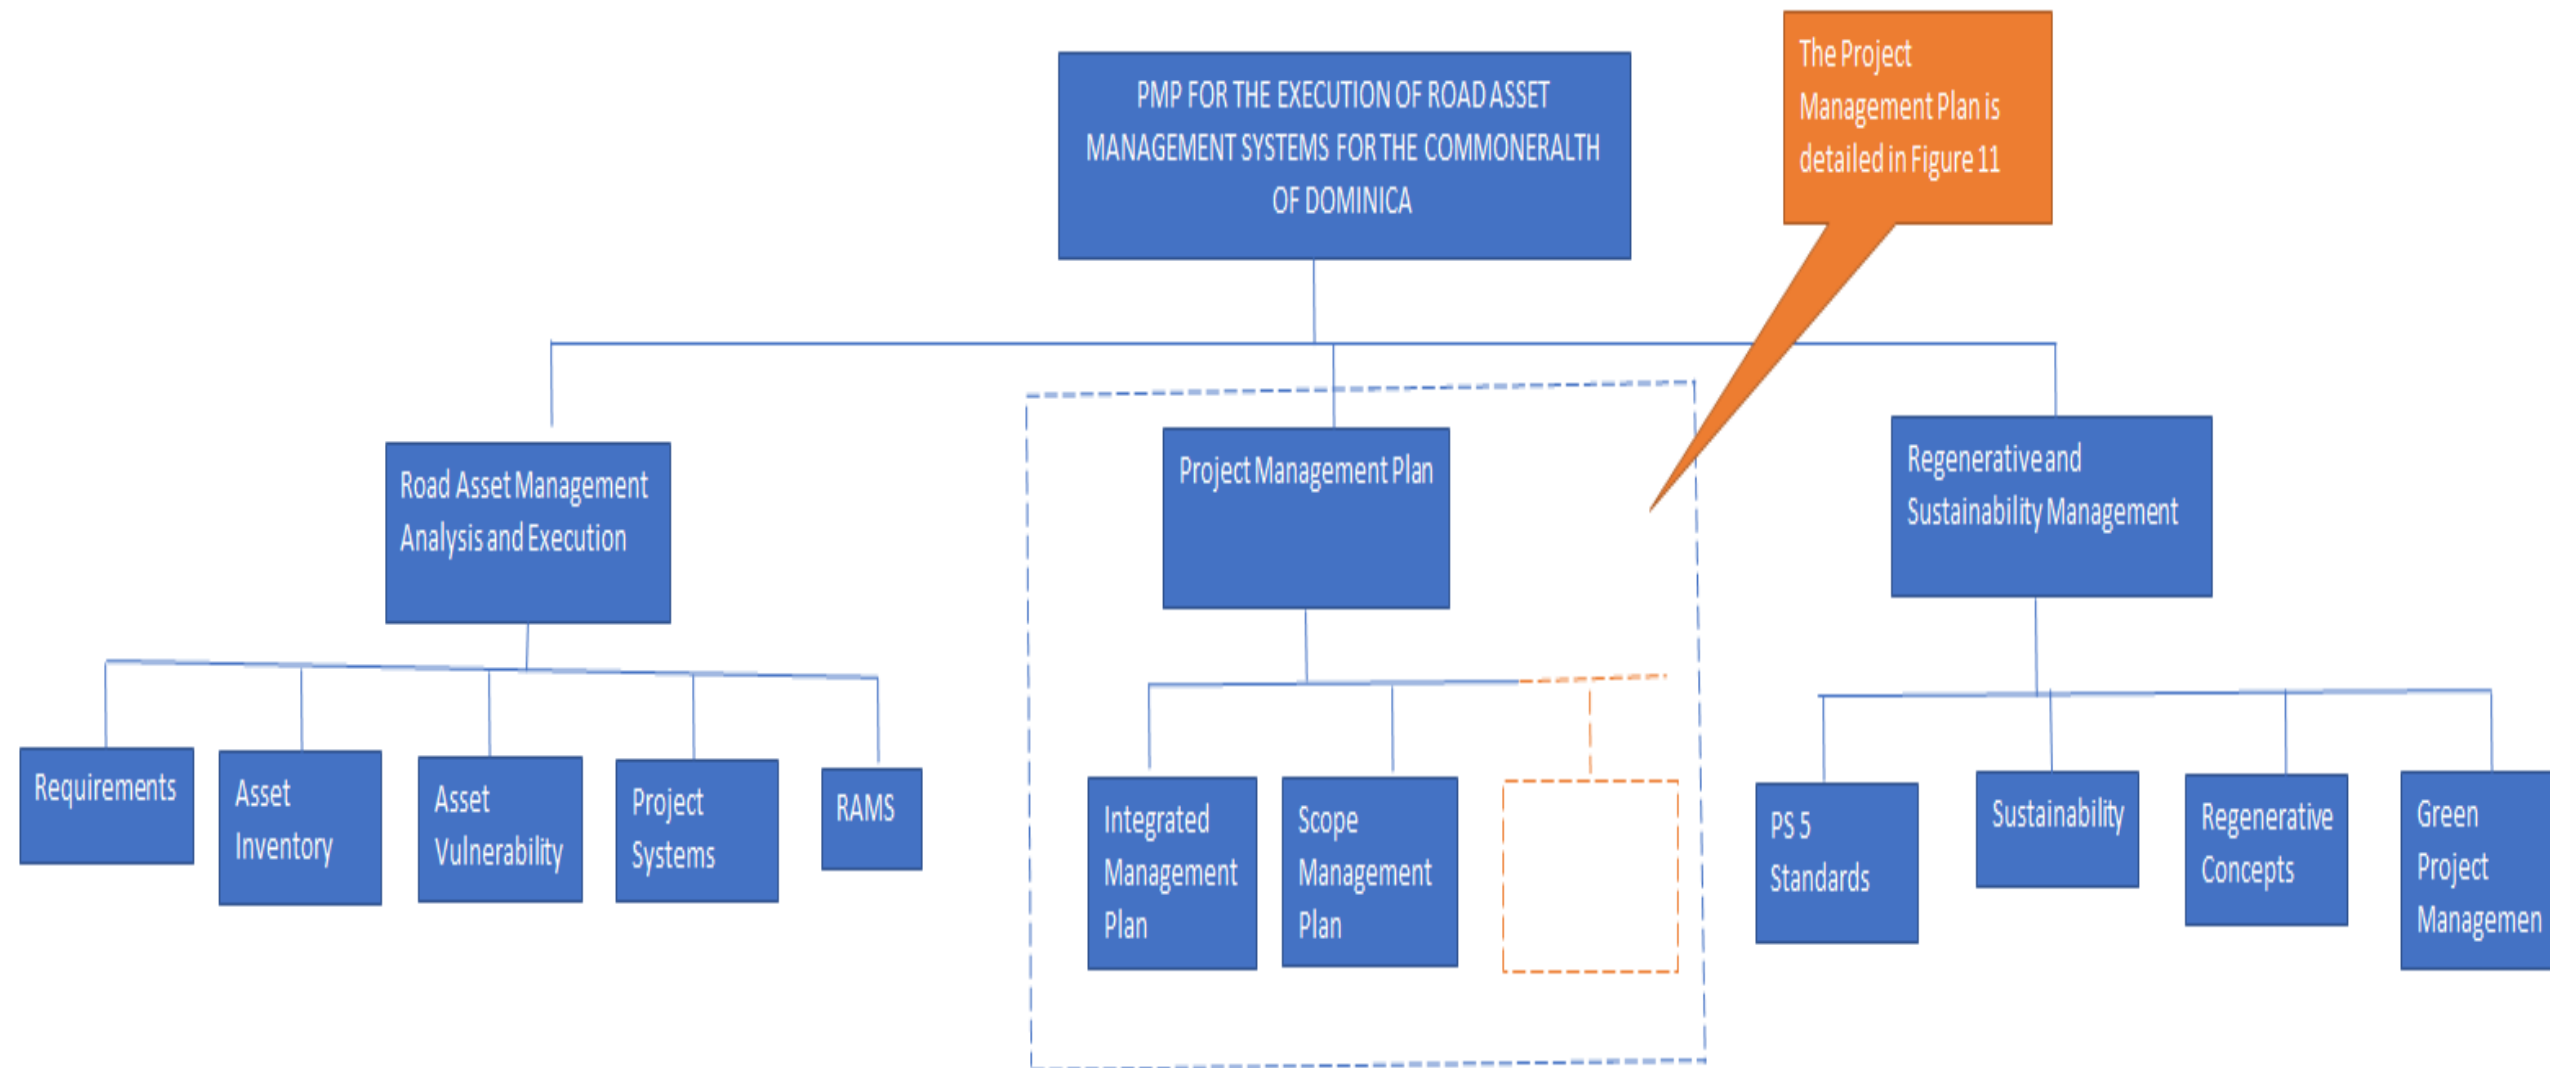 PMP FOR THE EXECUTION OF ROAD ASSET
MANAGEMENT SYSTEMS FOR THE COMMONERALTH
OF DOMINICA
The Project
Management Plan is
detailed in Figure 11
Road Asset Management
Analysis and Execution
Project Management Plan
Regenerative and
Sustainability Management
Requirements
Asset
Inventory
Asset
Vulnerability
Project
Systems
RAMS
Integrated
Management
Plan
Scope
Management
Plan
PS 5
Standards
Sustainability
Regenerative
Concepts
Green
Project
Managemen